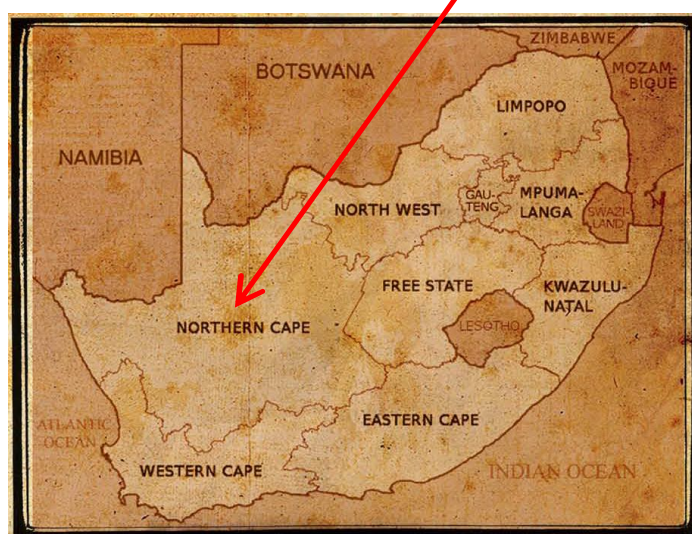 ZIMBABWE
BOTSWANA
MOZAM-
BIQUE
LIMPOPO
NAMIBIA
NORTH WEST
GAU-
TENG
MPUMA-
LANGA
SWAZI-
LAND
FREE STATE
KWAZULU-
NATAL
NORTHERN CAPE
LESOTHO
ATLANTIC
OCEAN
EASTERN CAPE
WESTERN CAPE
INDIAN OCEAN